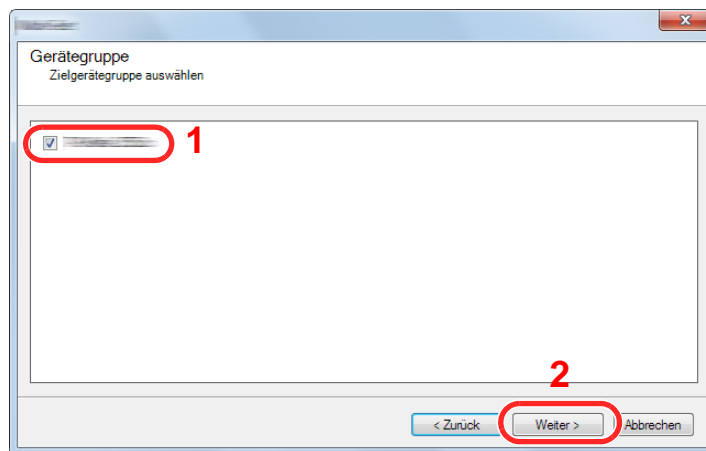 Gerätegruppe
Zielgerätegruppe auswählen
1
2
< Zurück
Weiter >
Abbrechen